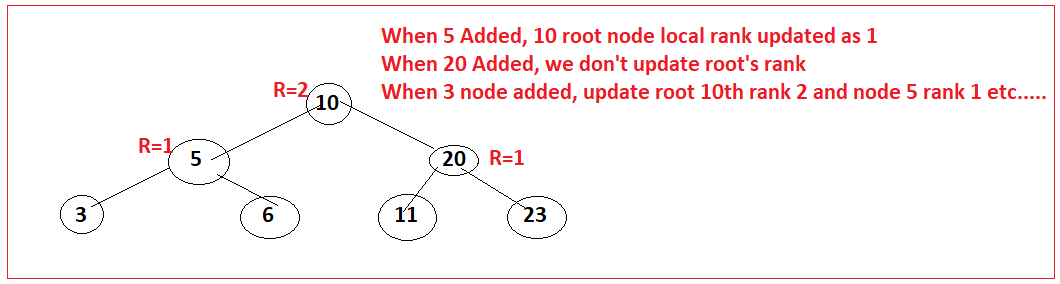 When 5 Added, 10 root node local rank updated as 1
When 20 Added, we don't update root's rank
When 3 node added, update root 10th rank 2 and node 5 rank 1 etc.....
R=2
10
R=1
5
20
R=1
3
6
11
23